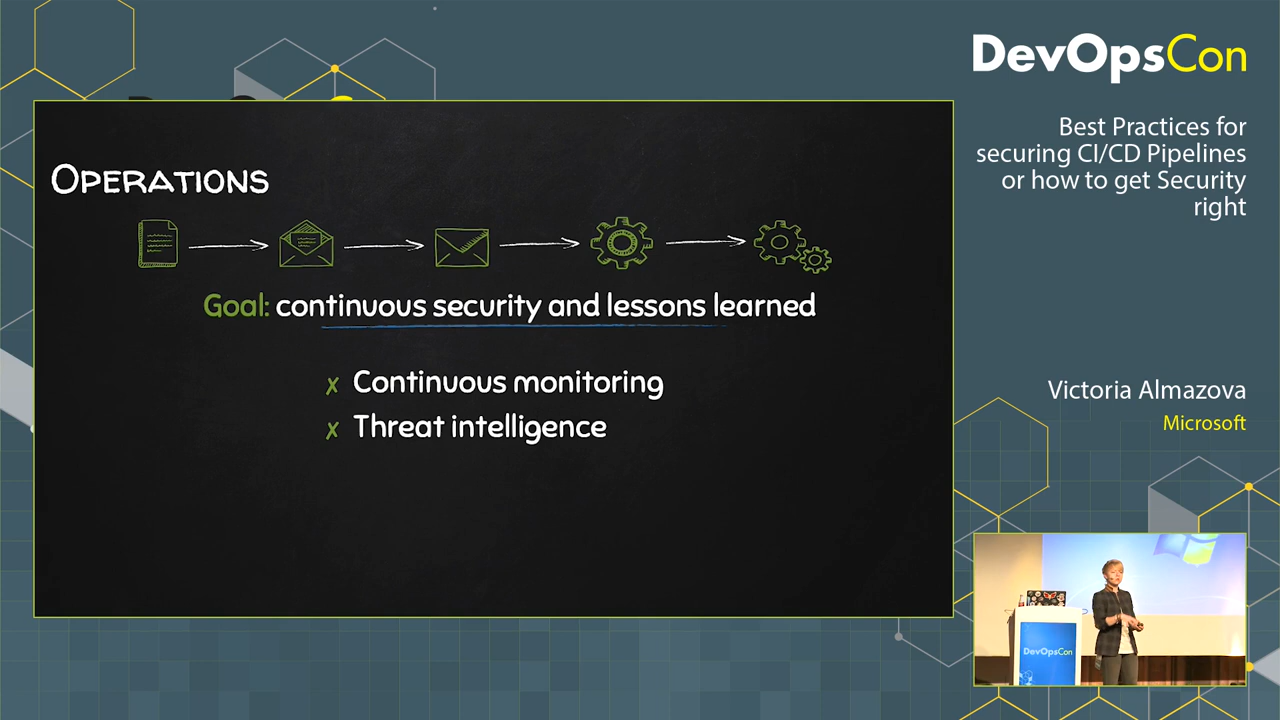 DevOpsCon
Best Practices for
securing CI/CD Pipelines
or how to get Security
right
OPERATIONS
Goal: continuous security and lessons learned
x Continuous monitoring
x Threat intelligence
Victoria Almazova
Microsoft
DevOpsCon